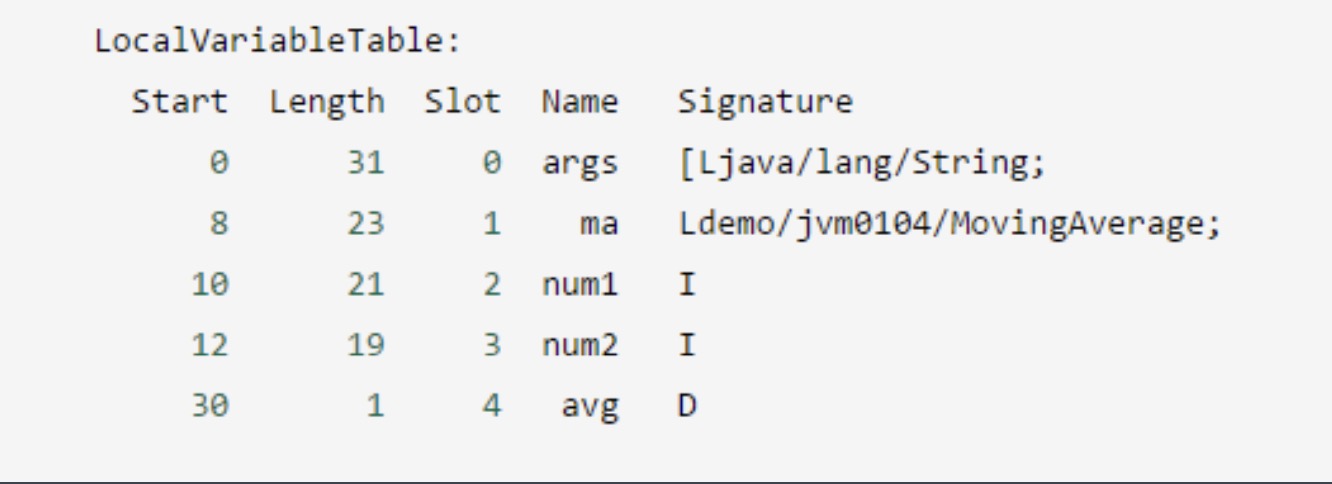 LocalVariableTable:
Start Length Slot Name Signature
0 31 0 args [Ljava/lang/String;
8 23 1 ma Ldemo/jvm0104/MovingAverage;
10 21 2 num1 I
12 19 3 num2 I
30 1 4 avg D